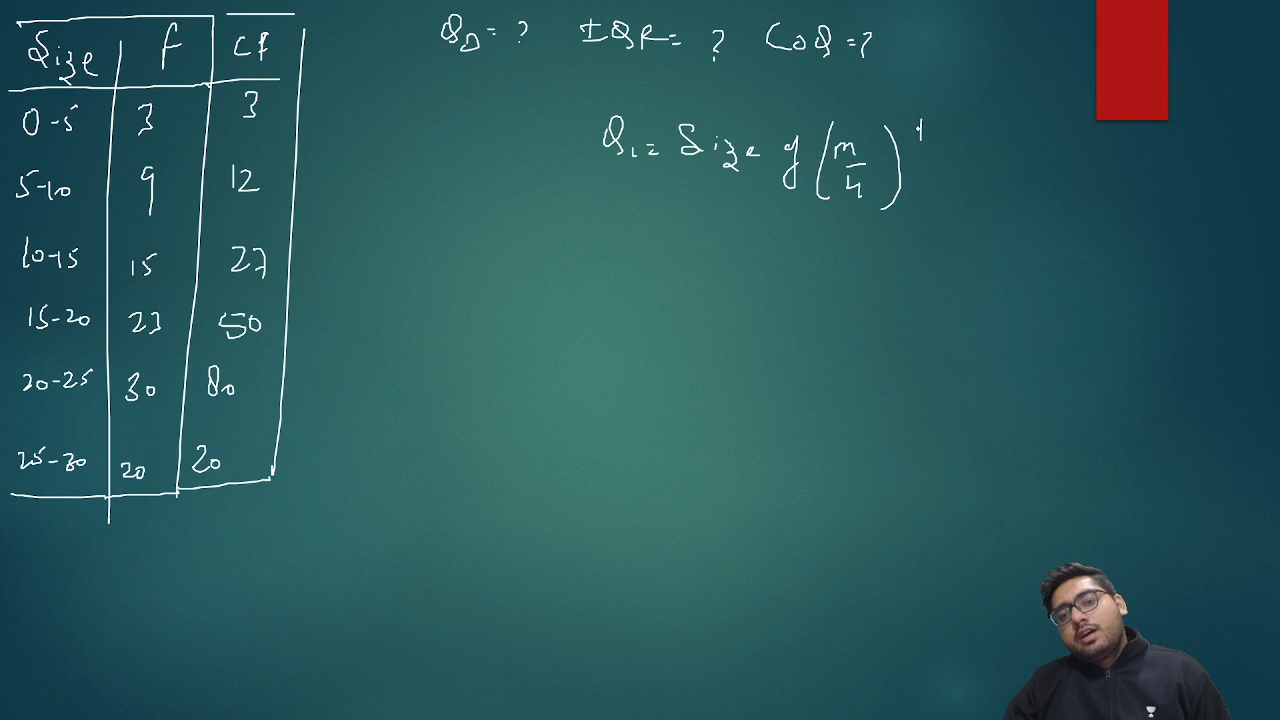 Size f cf
0-5 3 3
5-10 9 12
10-15 15 27
15-20 23 50
20-25 30 80
25-30 20 20
QD = ? IQR = ? CoQ = ?
Q1 = Size of (n/4)